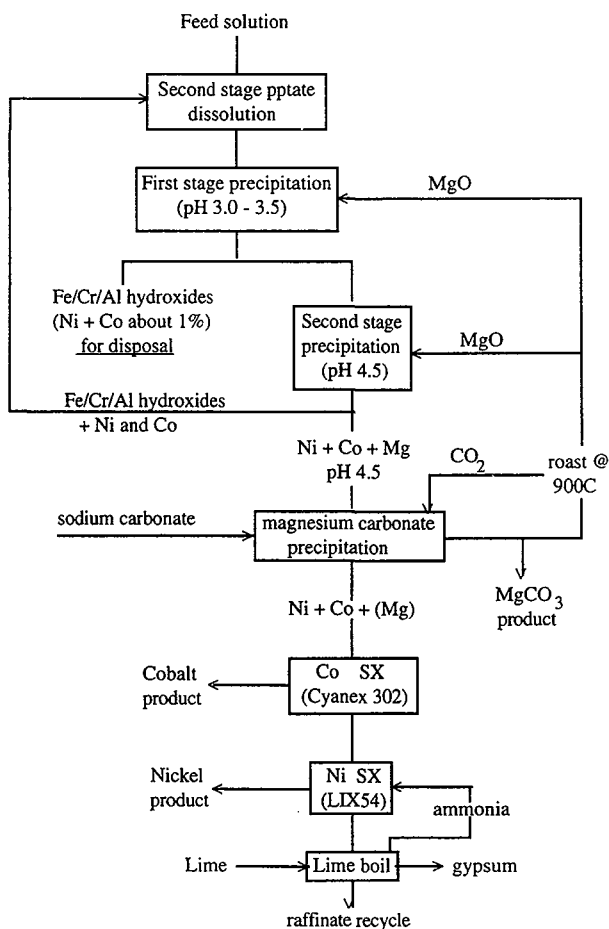 Feed solution
Second stage pptate
dissolution
First stage precipitation
(pH 3.0 - 3.5)
MgO
Fe/Cr/Al hydroxides
(Ni + Co about 1%)
for disposal
Second stage
precipitation
(pH 4.5)
MgO
Fe/Cr/Al hydroxides
+ Ni and Co
Ni + Co + Mg
pH 4.5
CO2
roast @
900C
sodium carbonate
magnesium carbonate
precipitation
MgCO3
product
Ni + Co + (Mg)
Cobalt
product
Co SX
(Cyanex 302)
Nickel
product
Ni SX
(LIX54)
ammonia
Lime
Lime boil
gypsum
raffinate recycle